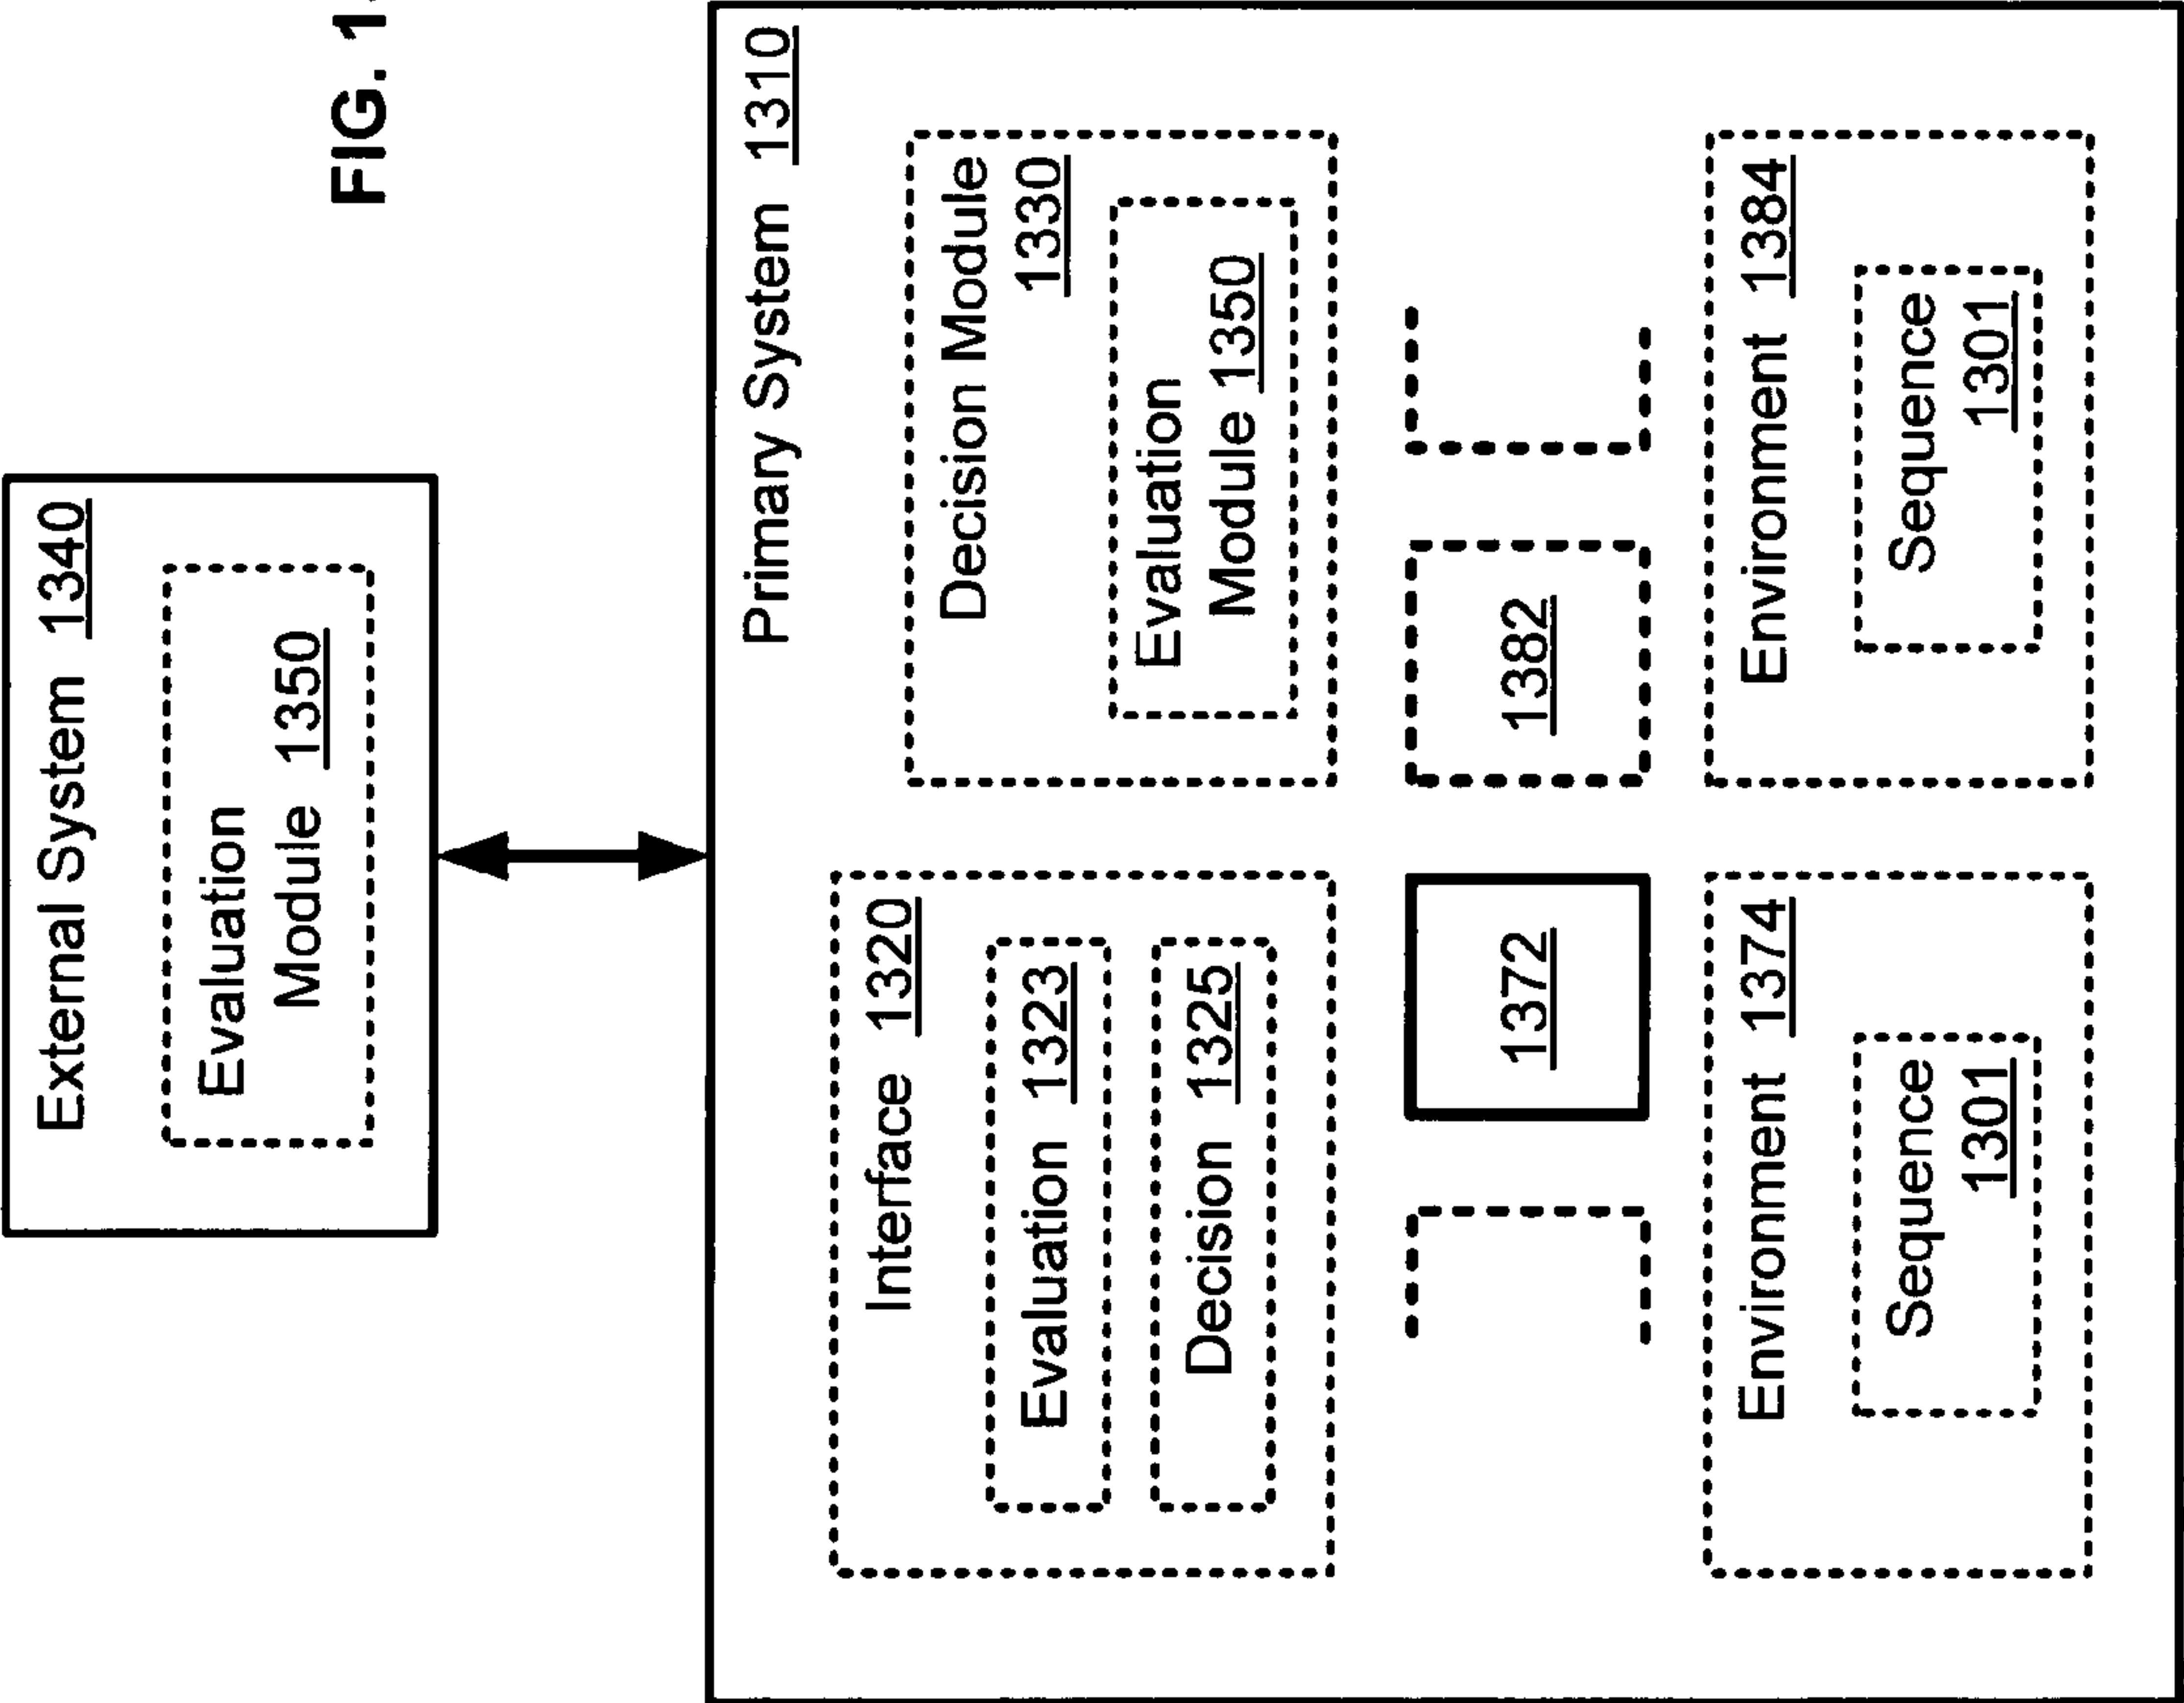 FIG. 1
External System 1340
Evaluation
Module 1350
Primary System 1310
Interface 1320
Evaluation 1323
Decision 1325
Decision Module
1330
Evaluation
Module 1350
1372
1382
Environment 1374
Sequence
1301
Environment 1384
Sequence
1301